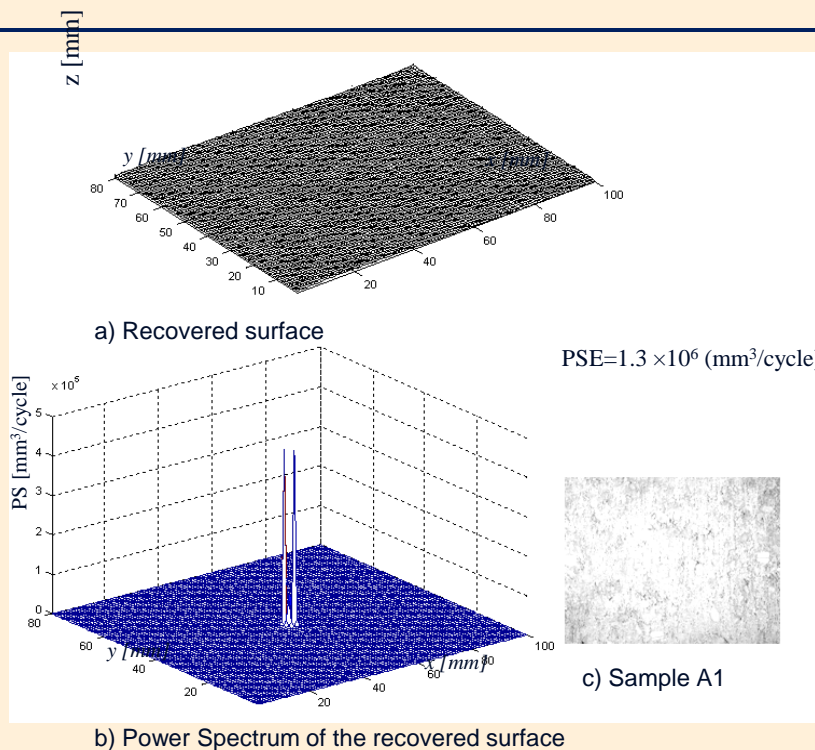 z [mm]
y [mm]
x [mm]
80
70
60
50
40
30
20
10
20
40
60
80
100
a) Recovered surface
PSE=1.3 ×10⁶ (mm³/cycle)
PS [mm³/cycle]
5
4
3
2
1
0
80
60
40
20
y [mm]
x [mm]
20
40
60
80
100
c) Sample A1
b) Power Spectrum of the recovered surface